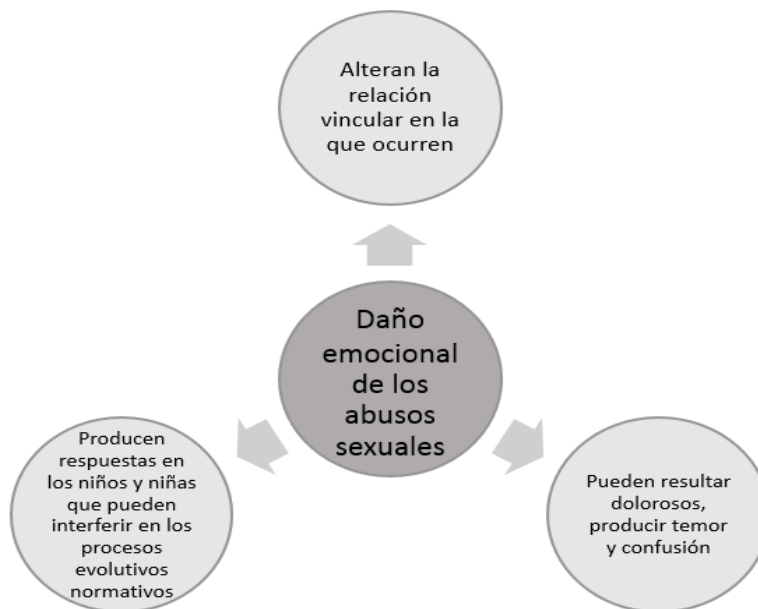 Alteran la
relación
vincular en la
que ocurren
Daño
emocional
de los
abusos
sexuales
Producen
respuestas en
los niños y niñas
que pueden
interferir en los
procesos
evolutivos
normativos
Pueden resultar
dolorosos,
producir temor
y confusión